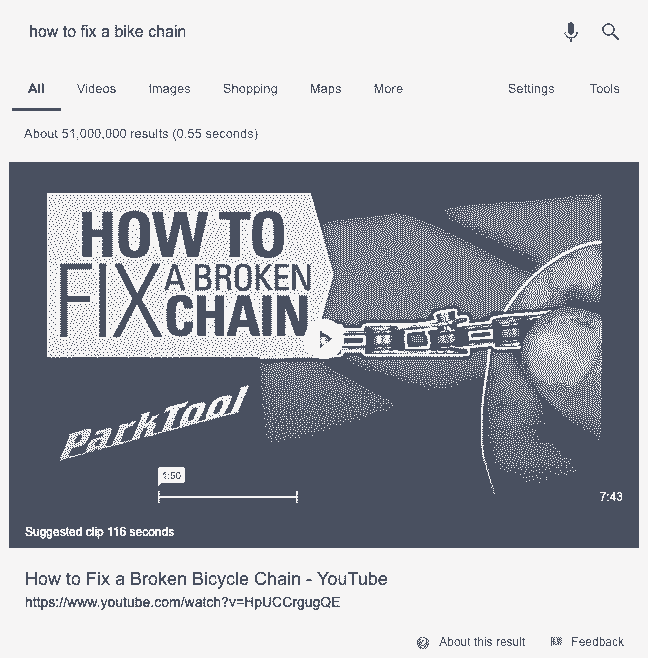 how to fix a bike chain
All Videos Images Shopping Maps More Settings Tools
About 51,000,000 results (0.55 seconds)
HOW TO
FIX A BROKEN
CHAIN
ParkTool
1:50
7:43
Suggested clip 116 seconds
How to Fix a Broken Bicycle Chain - YouTube
https://www.youtube.com/watch?v=HpUCCrgugQE
About this result Feedback